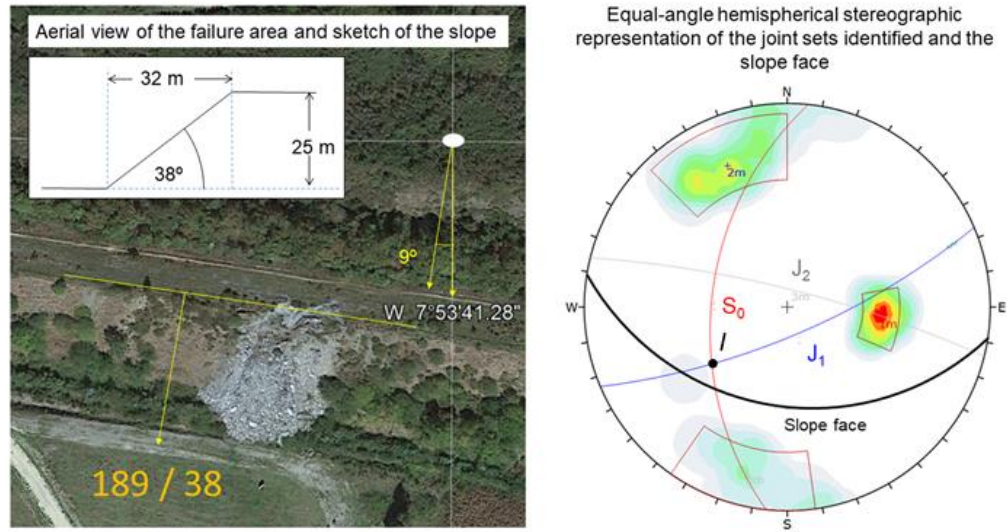 Aerial view of the failure area and sketch of the slope
32 m
25 m
38º
9º
W 7°53'41.28"
189 / 38
Equal-angle hemispherical stereographic
representation of the joint sets identified and the
slope face
N
2m
J2
W
3m
E
S0
1m
I
J1
Slope face
S